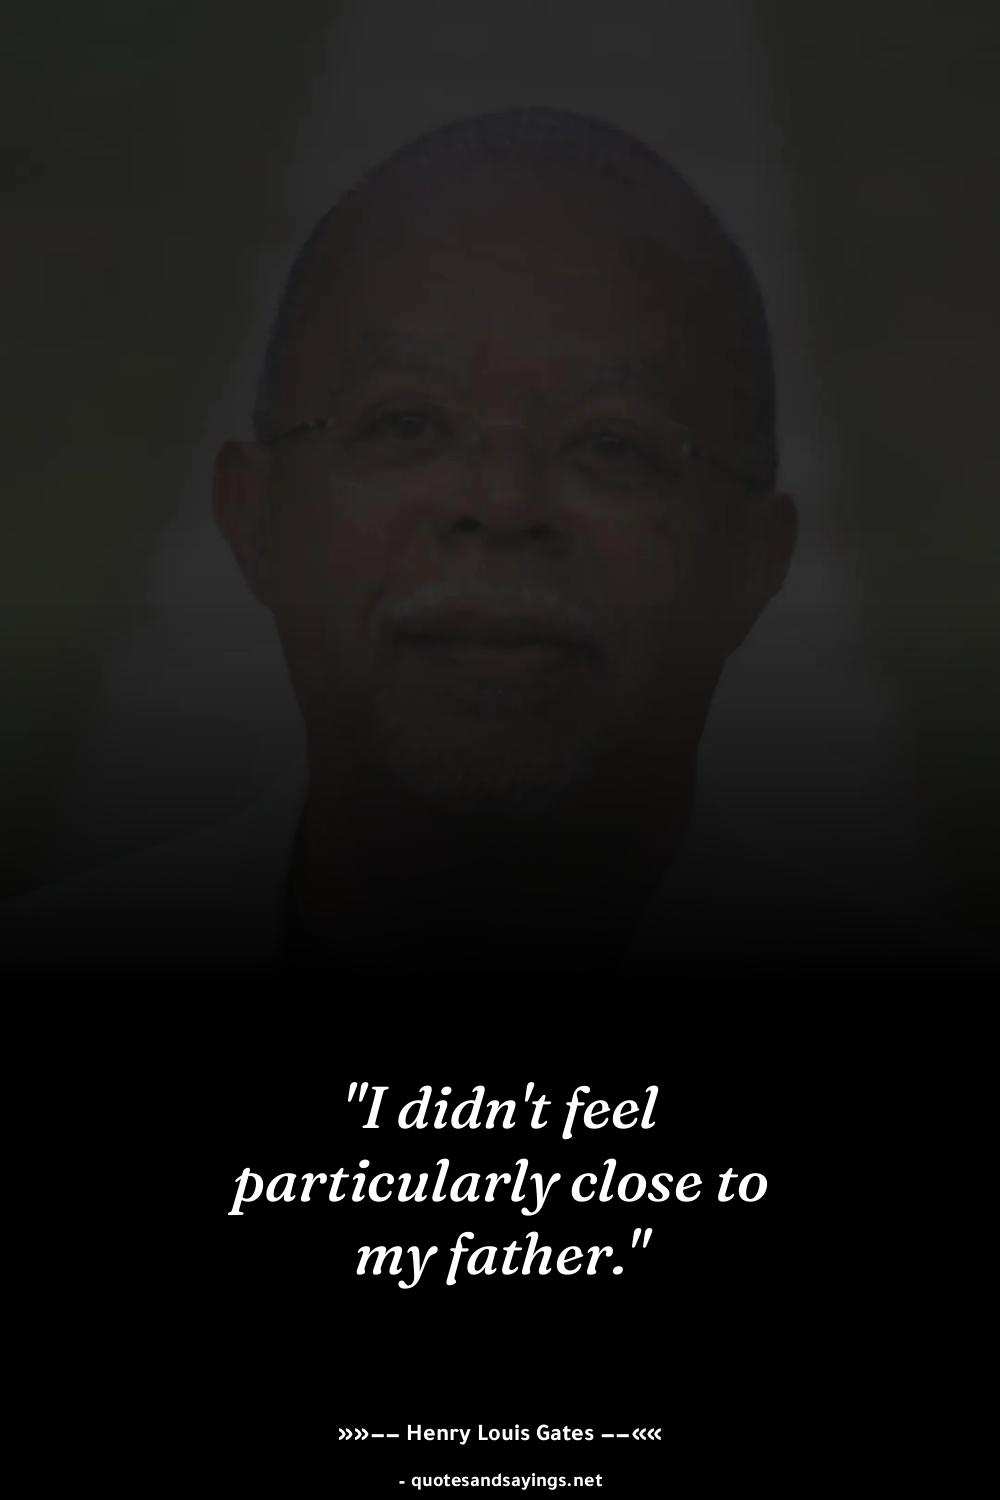 "I didn't feel
particularly close to
my father."
»»−− Henry Louis Gates −−««
- quotesandsayings.net